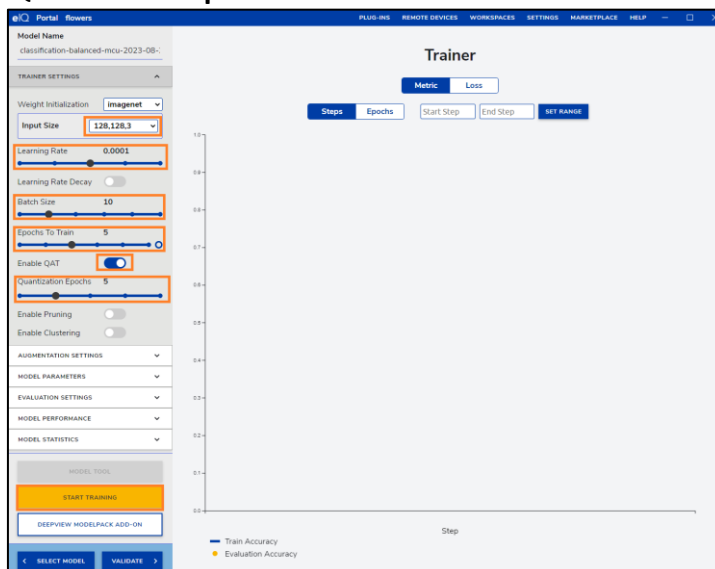 eIQ Portal flowers
PLUG-INS REMOTE DEVICES WORKSPACES SETTINGS MARKETPLACE HELP
Model Name
classification-balanced-mcu-2023-08-
TRAINER SETTINGS
Weight Initialization imagenet
Input Size 128,128,3
Learning Rate 0.0001
Learning Rate Decay
Batch Size 10
Epochs To Train 5
Enable QAT
Quantization Epochs 5
Enable Pruning
Enable Clustering
AUGMENTATION SETTINGS
MODEL PARAMETERS
EVALUATION SETTINGS
MODEL PERFORMANCE
MODEL STATISTICS
MODEL TOOL
START TRAINING
DEEPVIEW MODELPACK ADD-ON
SELECT MODEL VALIDATE
Trainer
Metric Loss
Steps Epochs Start Step End Step SET RANGE
1.0
0.9
0.8
0.7
0.6
0.5
0.4
0.3
0.2
0.1
0.0
Step
Train Accuracy
Evaluation Accuracy